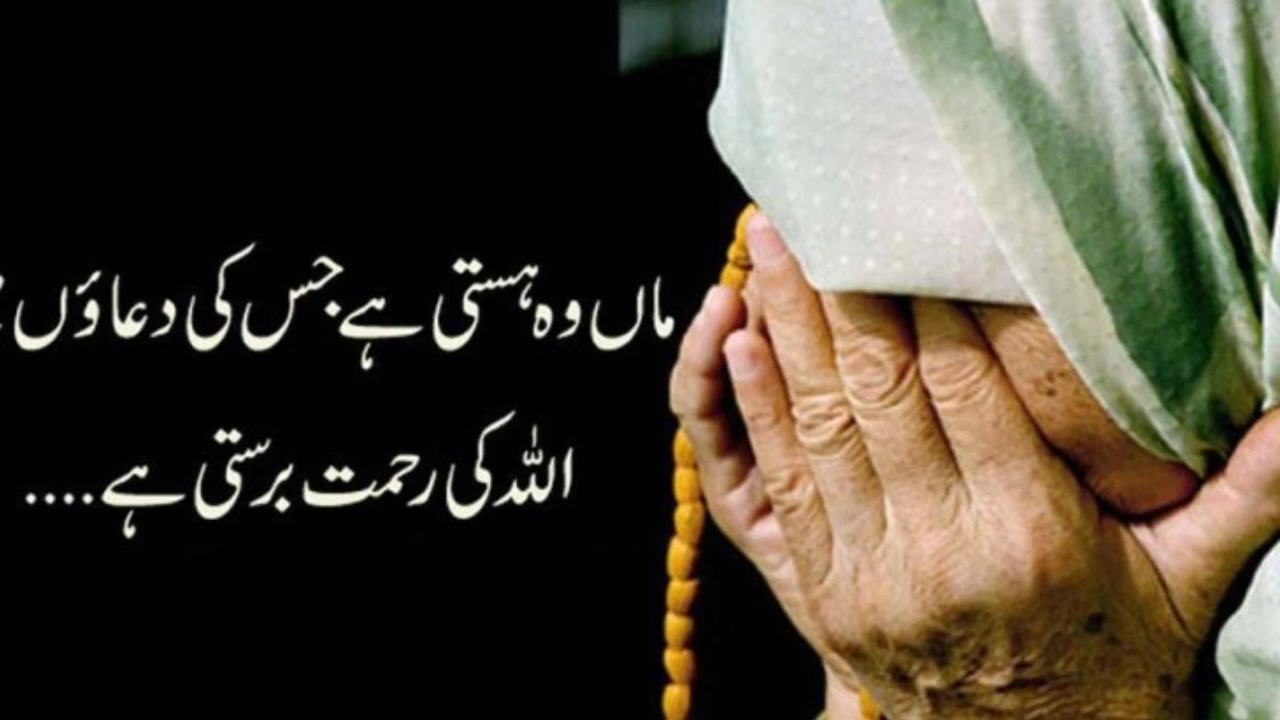 ماں وہ ہستی ہے جس کی دعاؤں
اللہ کی رحمت برستی ہے....